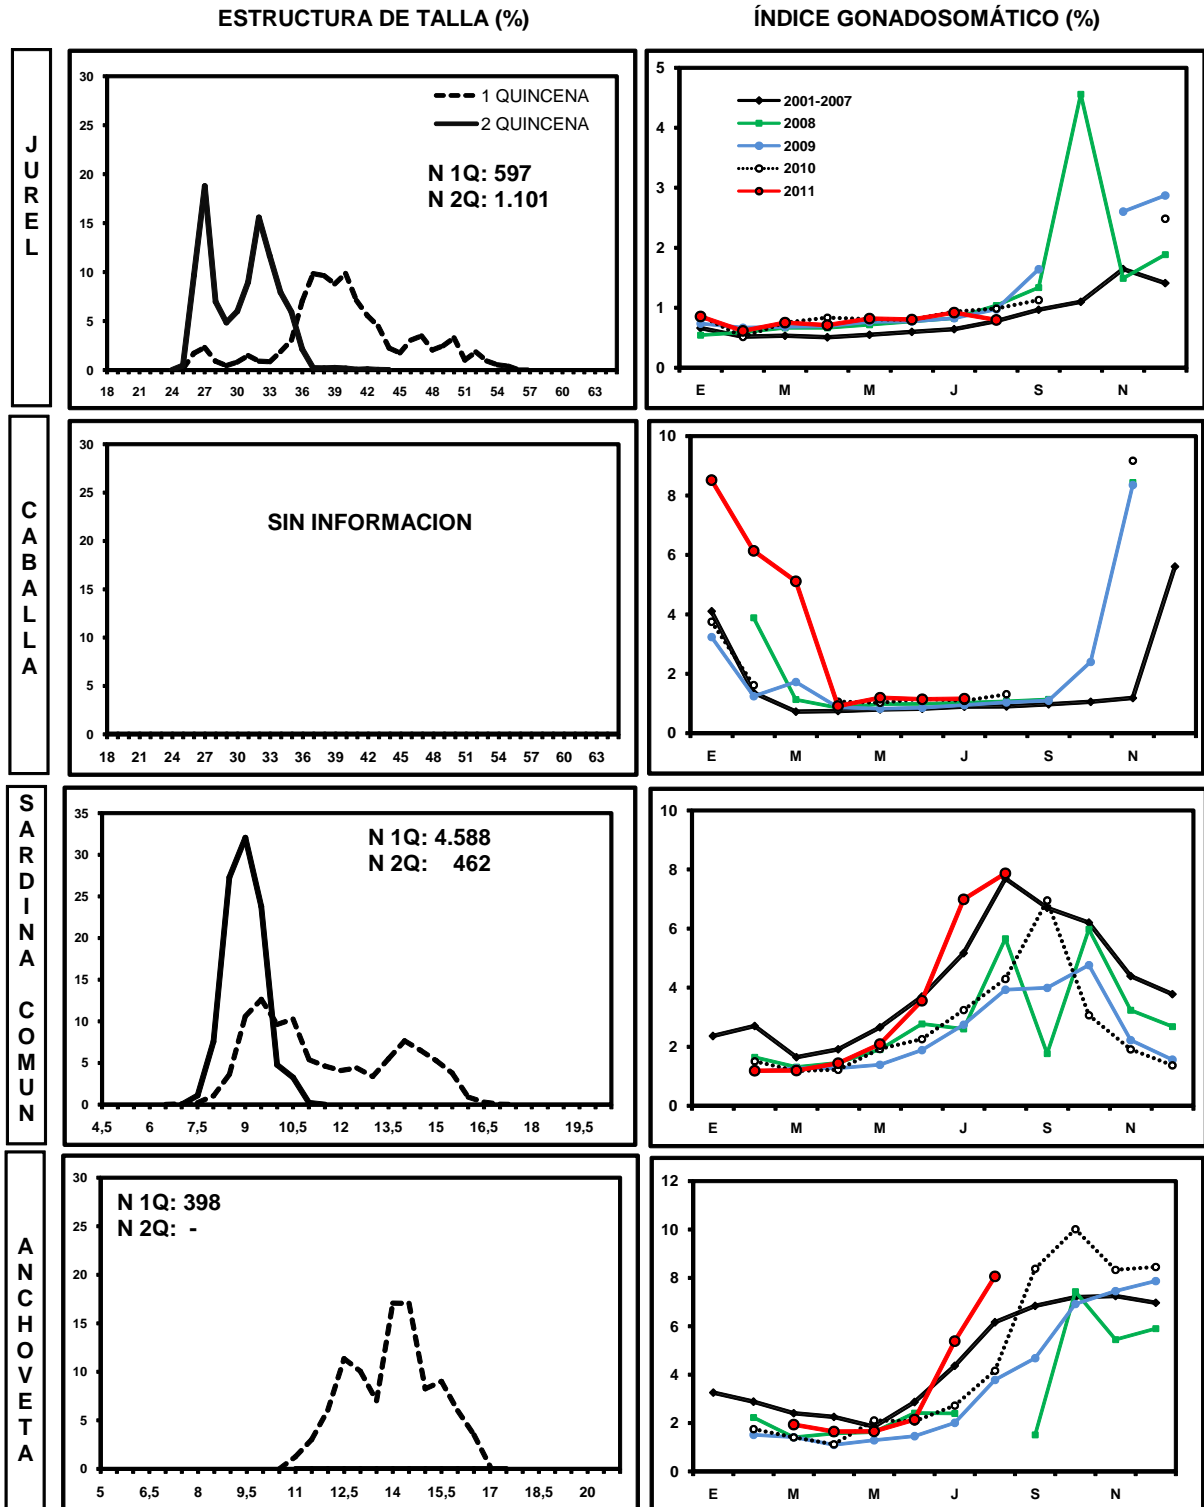 ESTRUCTURA DE TALLA (%)
ÍNDICE GONADOSOMÁTICO (%)
JUREL
30
25
20
15
10
5
0
18 21 24 27 30 33 36 39 42 45 48 51 54 57 60 63
1 QUINCENA
2 QUINCENA
N 1Q: 597
N 2Q: 1.101
5
4
3
2
1
0
E M M J S N
2001-2007
2008
2009
2010
2011
CABALLA
30
25
20
15
10
5
0
18 21 24 27 30 33 36 39 42 45 48 51 54 57 60 63
SIN INFORMACION
10
8
6
4
2
0
E M M J S N
SARDINA COMUN
35
30
25
20
15
10
5
0
4,5 6 7,5 9 10,5 12 13,5 15 16,5 18 19,5
N 1Q: 4.588
N 2Q: 462
10
8
6
4
2
0
E M M J S N
ANCHOVETA
30
25
20
15
10
5
0
5 6,5 8 9,5 11 12,5 14 15,5 17 18,5 20
N 1Q: 398
N 2Q: -
12
10
8
6
4
2
0
E M M J S N